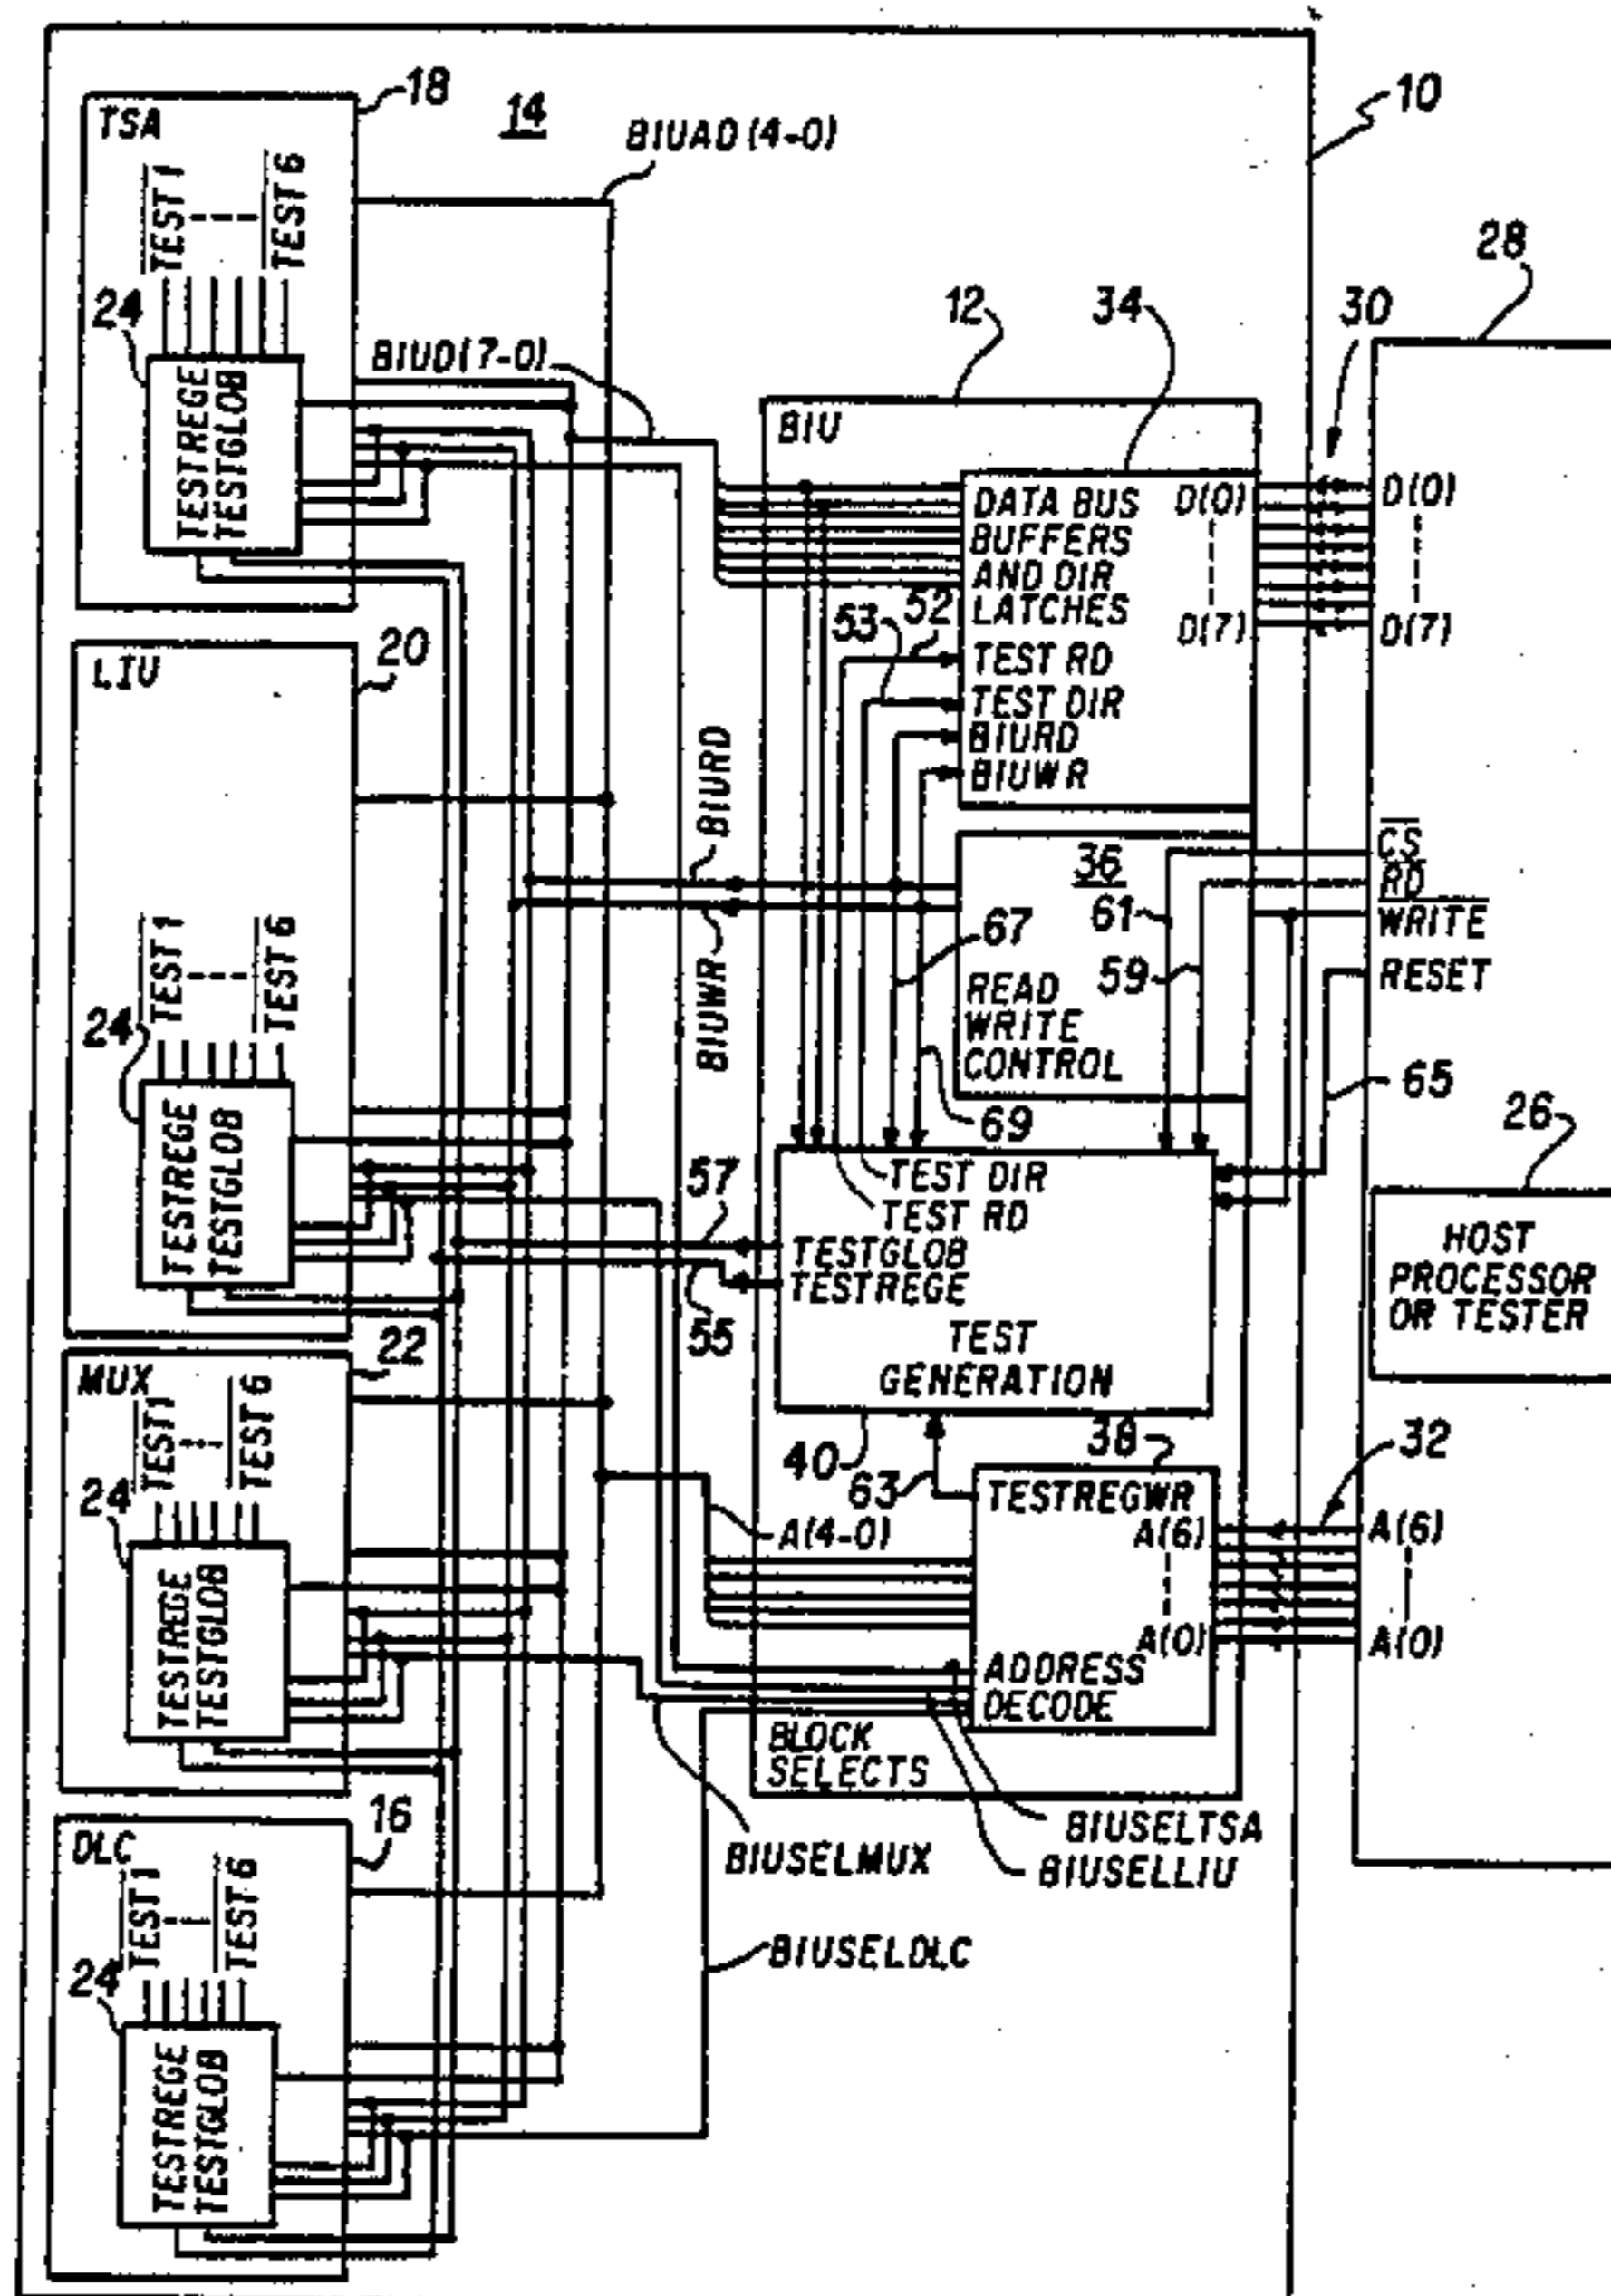 10
14
TSA
18
TEST 1
TEST 6
24
TESTREGE
TESTGLOB
BIUAD (4-0)
BIUD (7-0)
LIU
20
TEST 1
TEST 6
24
TESTREGE
TESTGLOB
MUX
22
TEST 1
TEST 6
24
TESTREGE
TESTGLOB
DLC
16
TEST 1
TEST 6
24
TESTREGE
TESTGLOB
BIURD
BIUWR
12
BIU
34
DATA BUS
BUFFERS
AND DIR
LATCHES
D(0)
D(7)
52
53
TEST RD
TEST DIR
BIURD
BIUWR
36
READ
WRITE
CONTROL
67
69
61
59
TEST DIR
TEST RD
TESTGLOB
TESTREGE
57
55
TEST
GENERATION
40
63
38
TESTREGWR
A(6)
A(0)
ADDRESS
DECODE
A(4-0)
BLOCK
SELECTS
BIUSELTSA
BIUSELLIU
BIUSELMUX
BIUSELDLC
28
30
D(0)
D(7)
CS
RD
WRITE
RESET
65
26
HOST
PROCESSOR
OR TESTER
32
A(6)
A(0)